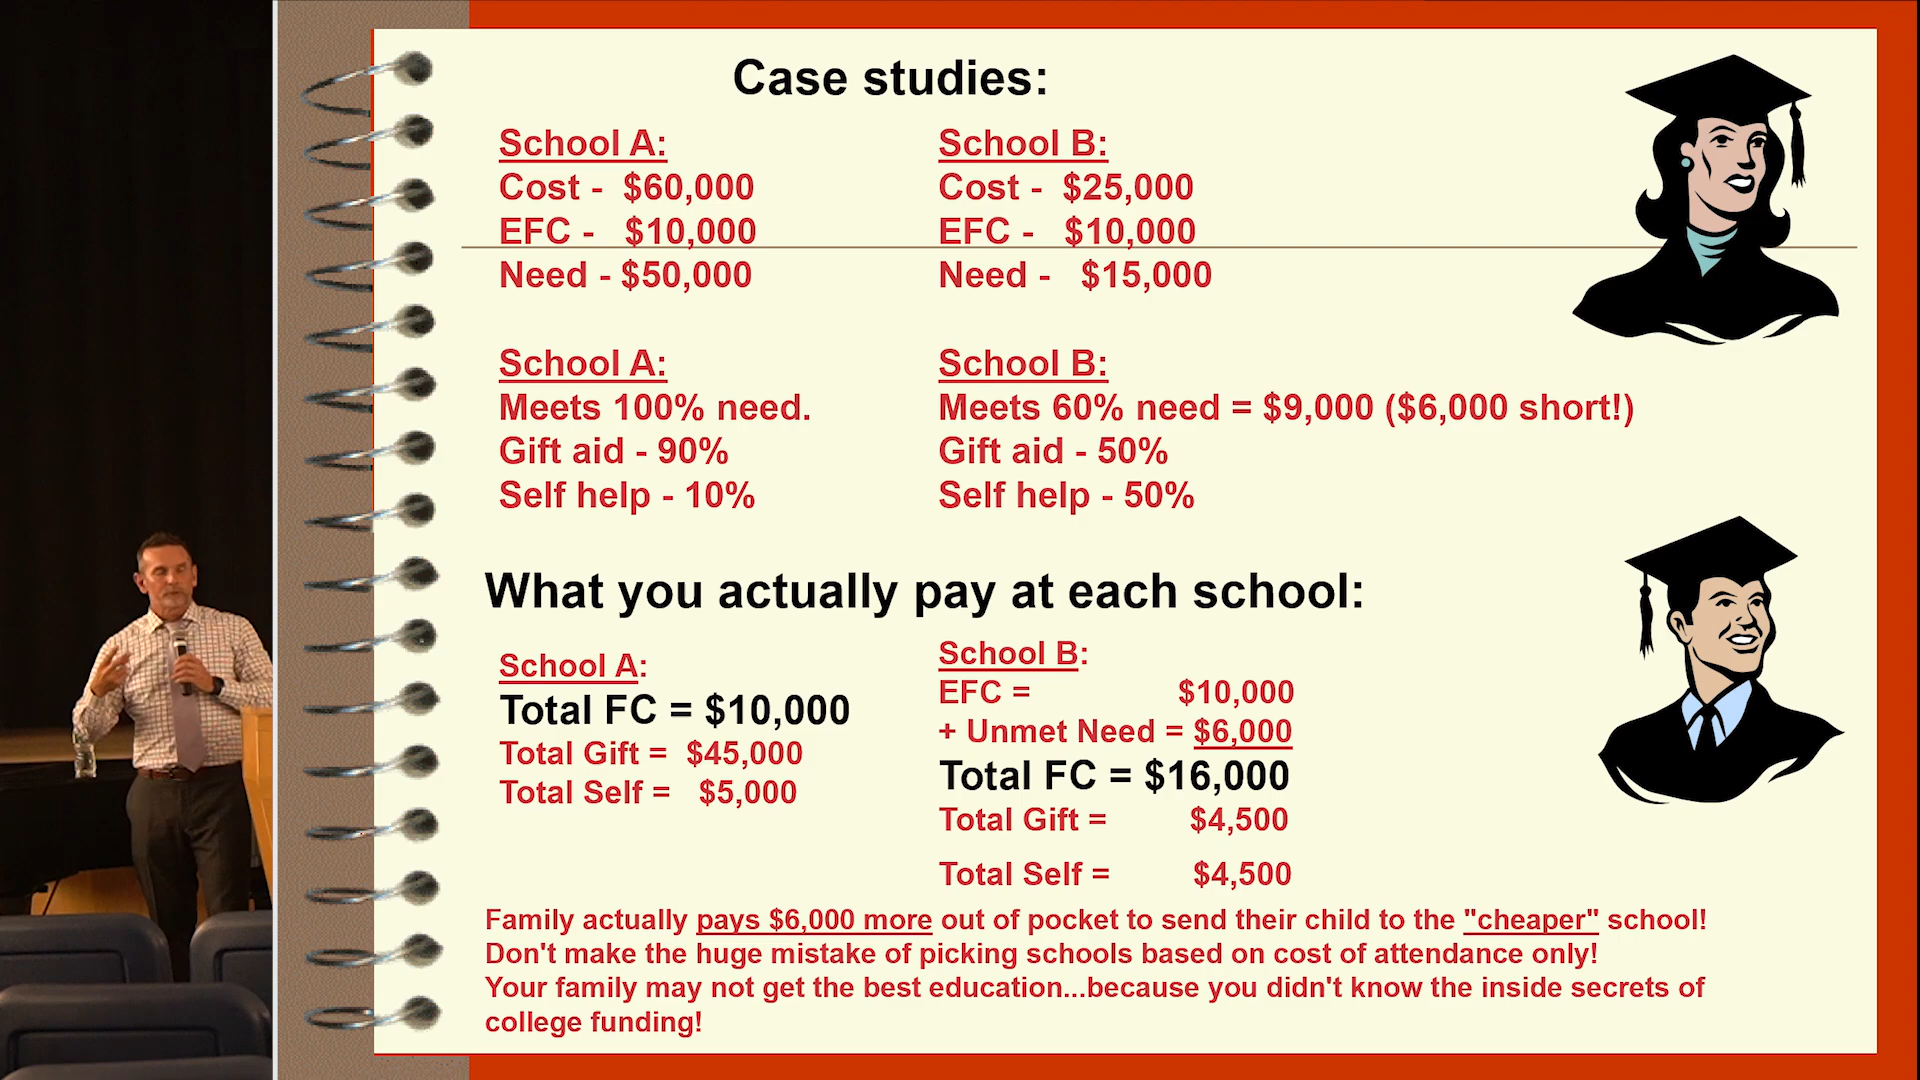 Case studies:
School A:
Cost - $60,000
EFC - $10,000
Need - $50,000
School B:
Cost - $25,000
EFC - $10,000
Need - $15,000
School A:
Meets 100% need.
Gift aid - 90%
Self help - 10%
School B:
Meets 60% need = $9,000 ($6,000 short!)
Gift aid - 50%
Self help - 50%
What you actually pay at each school:
School A:
Total FC = $10,000
Total Gift = $45,000
Total Self = $5,000
School B:
EFC = $10,000
+ Unmet Need = $6,000
Total FC = $16,000
Total Gift = $4,500
Total Self = $4,500
Family actually pays $6,000 more out of pocket to send their child to the "cheaper" school!
Don't make the huge mistake of picking schools based on cost of attendance only!
Your family may not get the best education...because you didn't know the inside secrets of
college funding!